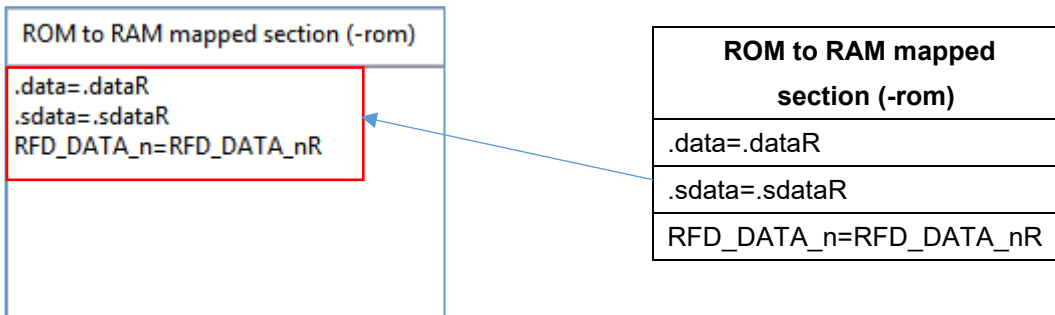 ROM to RAM mapped section (-rom)
.data=.dataR
.sdata=.sdataR
RFD_DATA_n=RFD_DATA_nR
ROM to RAM mapped
section (-rom)
.data=.dataR
.sdata=.sdataR
RFD_DATA_n=RFD_DATA_nR